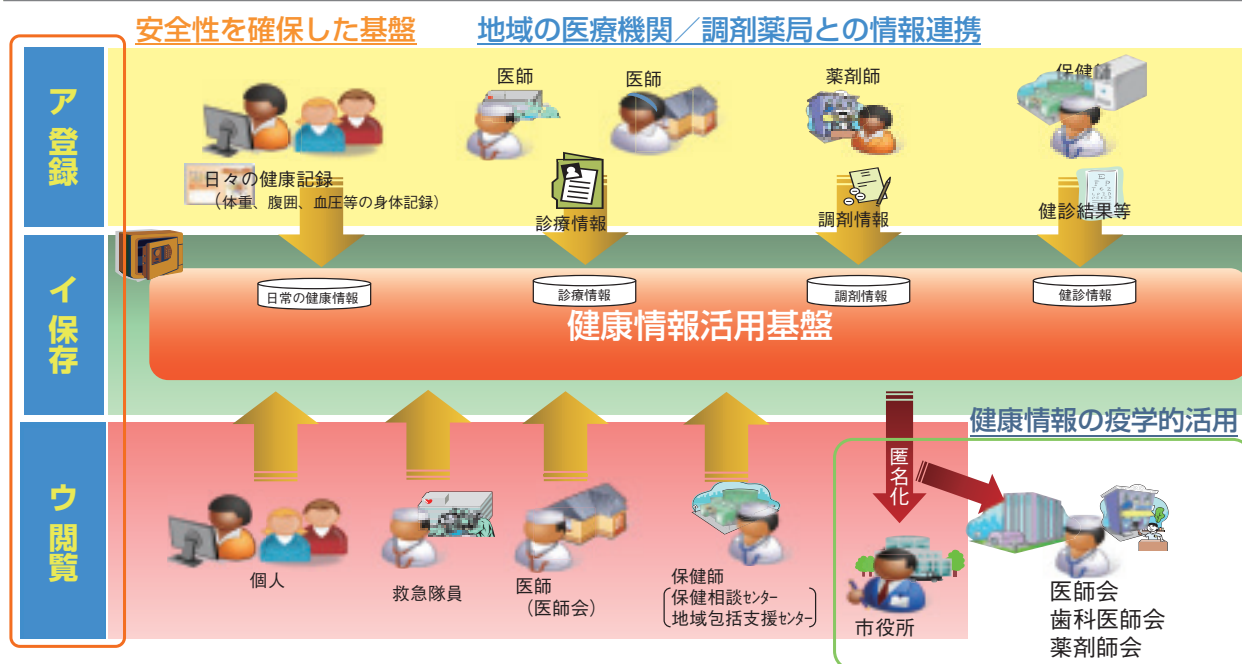 安全性を確保した基盤
地域の医療機関／調剤薬局との情報連携
ア 登録
医師
医師
薬剤師
保健師
日々の健康記録
（体重、腹囲、血圧等の身体記録）
診療情報
調剤情報
健診結果等
イ 保存
日常の健康情報
診療情報
調剤情報
健診情報
健康情報活用基盤
健康情報の疫学的活用
ウ 閲覧
匿名化
個人
救急隊員
医師
（医師会）
保健師
保健相談センター
地域包括支援センター
市役所
医師会
歯科医師会
薬剤師会